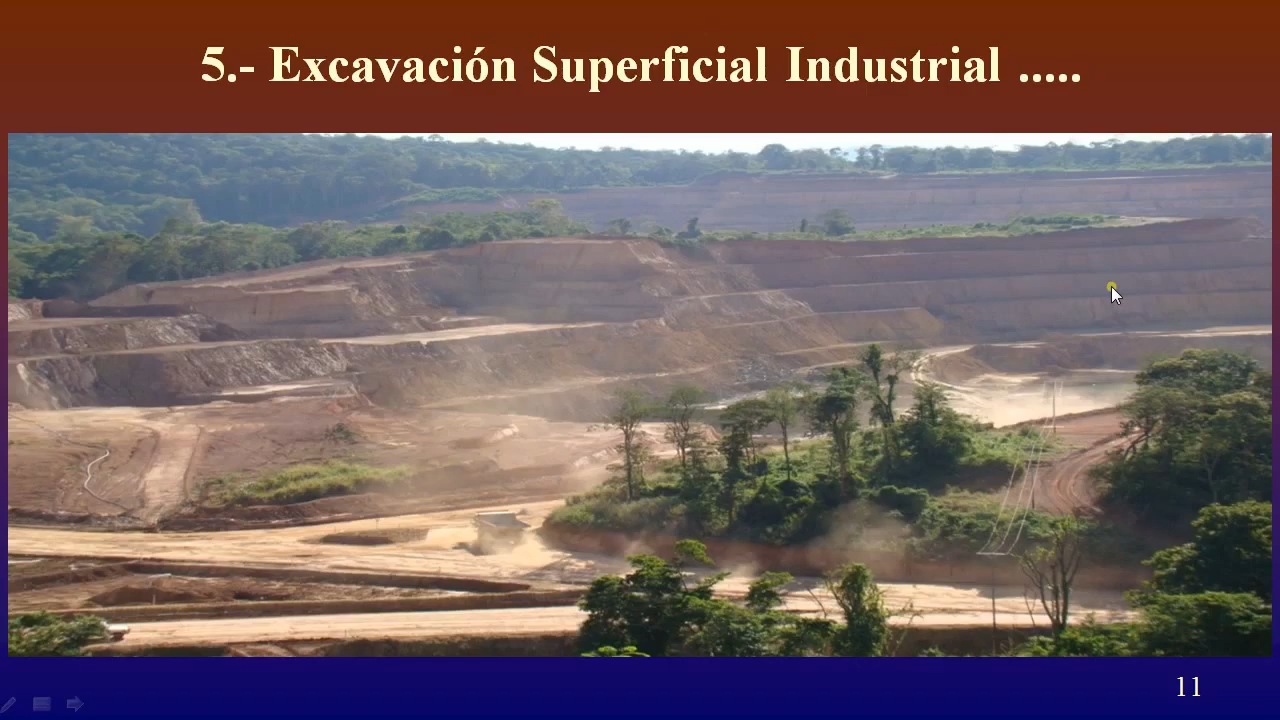 5.- Excavación Superficial Industrial .....
11